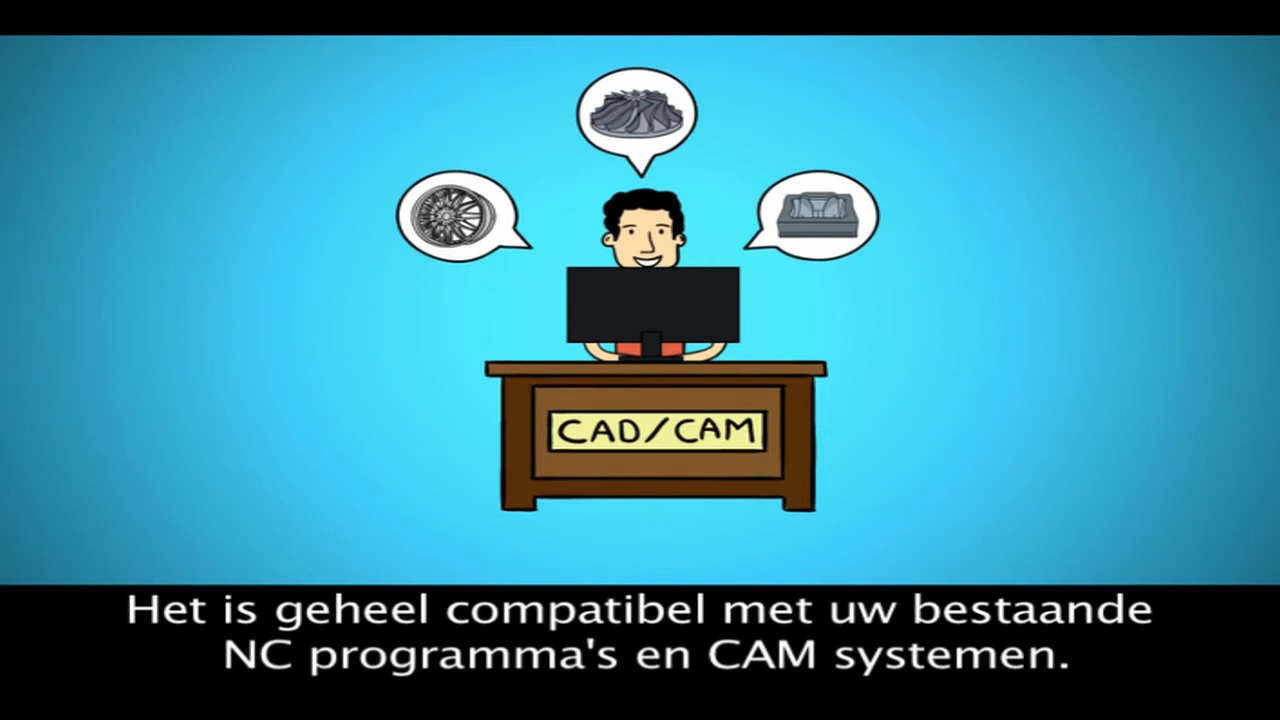 CAD/CAM
Het is geheel compatibel met uw bestaande
NC programma's en CAM systemen.